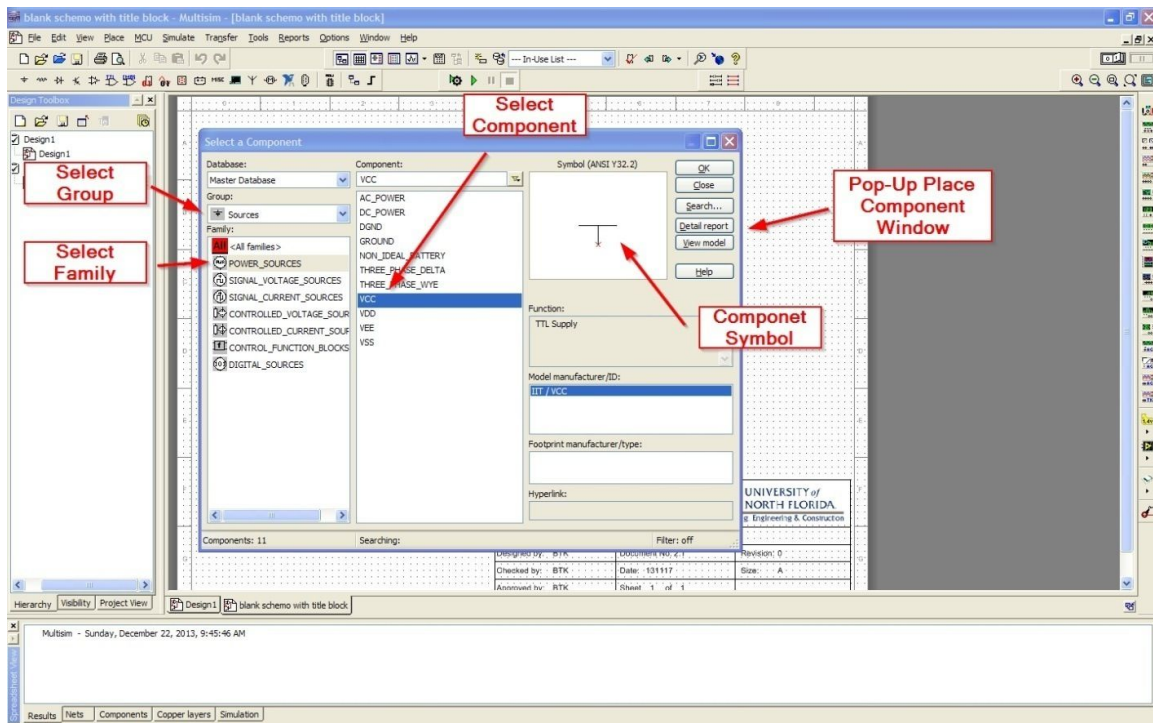 blank schemo with title block - Multisim - [blank schemo with title block]
File Edit View Place MCU Simulate Transfer Tools Reports Options Window Help
--- In-Use List ---
Design Toolbox
Design1
Design1
Select
Group
Select
Family
Select
Component
Pop-Up Place
Component
Window
Componet
Symbol
Select a Component
Database:
Master Database
Group:
Sources
Family:
All <All families>
POWER_SOURCES
SIGNAL_VOLTAGE_SOURCES
SIGNAL_CURRENT_SOURCES
CONTROLLED_VOLTAGE_SOUR
CONTROLLED_CURRENT_SOUF
CONTROL_FUNCTION_BLOCKS
DIGITAL_SOURCES
Component:
VCC
AC_POWER
DC_POWER
DGND
GROUND
NON_IDEAL_BATTERY
THREE_PHASE_DELTA
THREE_PHASE_WYE
VCC
VDD
VEE
VSS
Symbol (ANSI Y32.2)
OK
Close
Search...
Detail report
View model
Help
Function:
TTL Supply
Model manufacturer/ID:
IIT / VCC
Footprint manufacturer/type:
Hyperlink:
Components: 11 Searching: Filter: off
UNIVERSITY of
NORTH FLORIDA.
g, Engineering & Construction
Designed by: BTK Document No: 2.1 Revision: 0
Checked by: BTK Date: 131117 Size: A
Approved by: BTK Sheet 1 of 1
Hierarchy Visibility Project View
Design1 blank schemo with title block
Multisim - Sunday, December 22, 2013, 9:45:46 AM
Spreadsheet View
Results Nets Components Copper layers Simulation